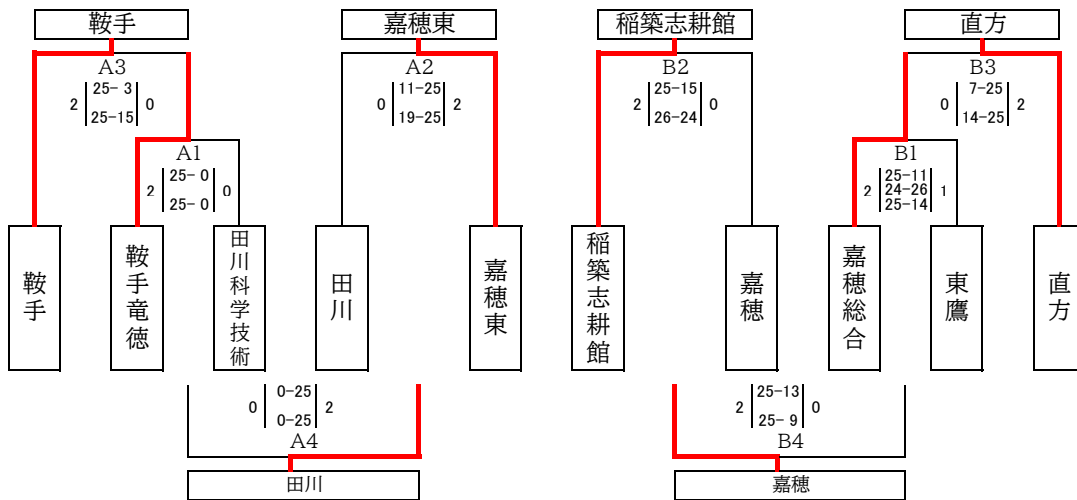 鞍手 嘉穂東 稲築志耕館 直方
A3 A2 B2 B3
2 25- 3 0
25-15
0 11-25 2
19-25
2 25-15 0
26-24
0 7-25 2
14-25
A1 B1
2 25- 0 0
25- 0
2 25-11 1
24-26
25-14
鞍手
鞍手竜徳
田川科学技術
田川
嘉穂東
稲築志耕館
嘉穂
嘉穂総合
東鷹
直方
0 0-25 2
0-25
2 25-13 0
25- 9
A4 B4
田川 嘉穂